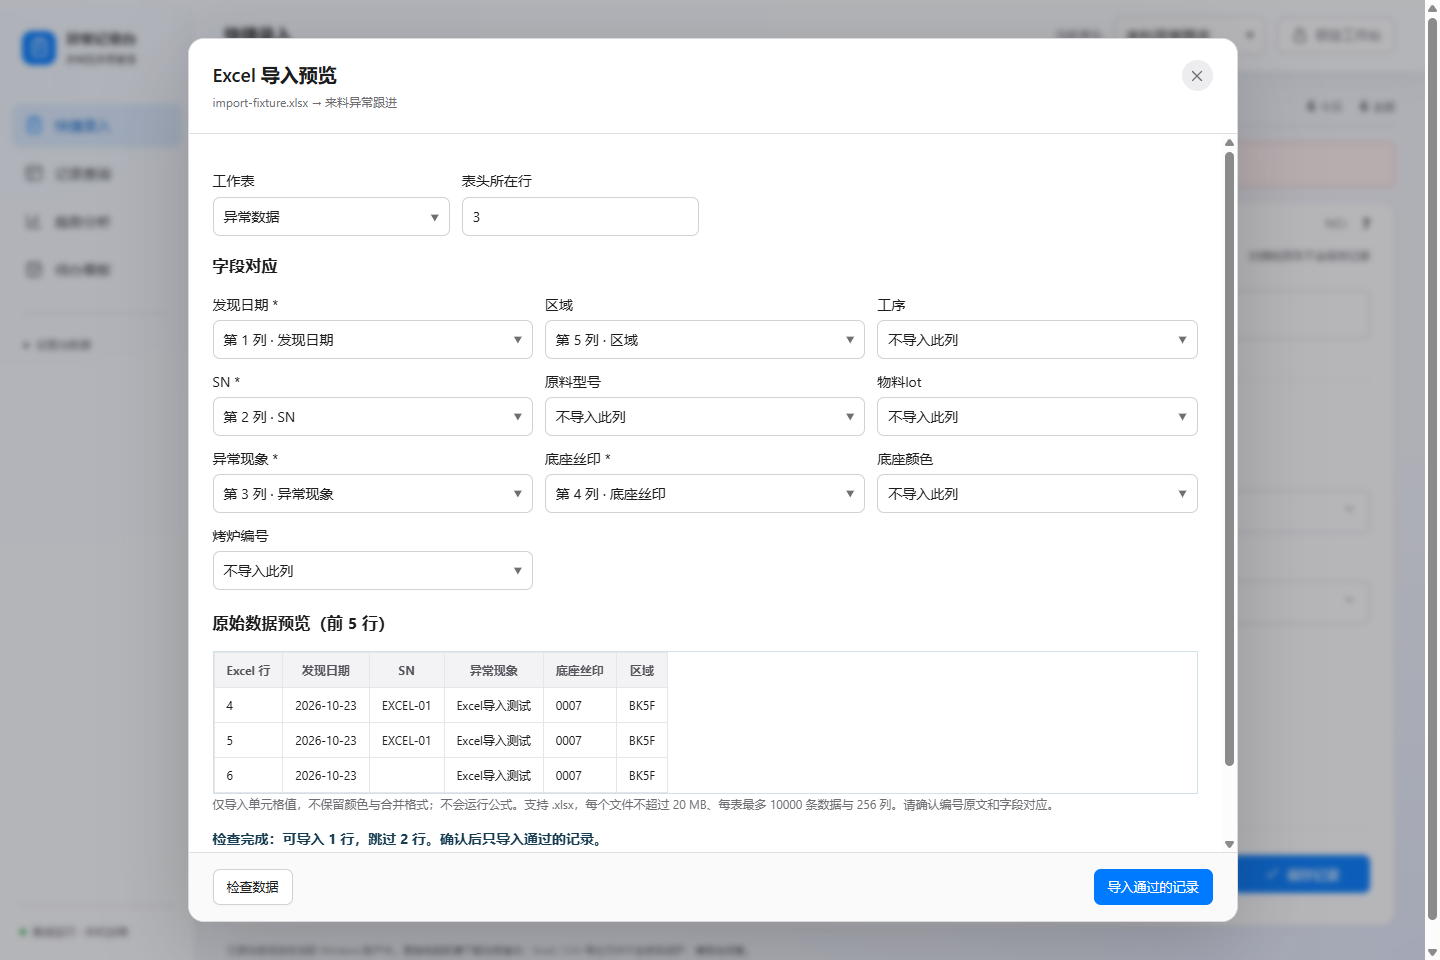 Excel 导入预览
import-fixture.xlsx → 来料异常跟进
工作表
表头所在行
异常数据
3
字段对应
发现日期 *
区域
工序
第 1 列 · 发现日期
第 5 列 · 区域
不导入此列
SN *
原料型号
物料lot
第 2 列 · SN
不导入此列
不导入此列
异常现象 *
底座丝印 *
底座颜色
第 3 列 · 异常现象
第 4 列 · 底座丝印
不导入此列
烤炉编号
不导入此列
原始数据预览（前 5 行）
Excel 行 发现日期 SN 异常现象 底座丝印 区域
4 2026-10-23 EXCEL-01 Excel导入测试 0007 BK5F
5 2026-10-23 EXCEL-01 Excel导入测试 0007 BK5F
6 2026-10-23 Excel导入测试 0007 BK5F
仅导入单元格值，不保留颜色与合并格式；不会运行公式。支持 .xlsx，每个文件不超过 20 MB、每表最多 10000 条数据与 256 列。请确认编号原文和字段对应。
检查完成：可导入 1 行，跳过 2 行。确认后只导入通过的记录。
检查数据
导入通过的记录